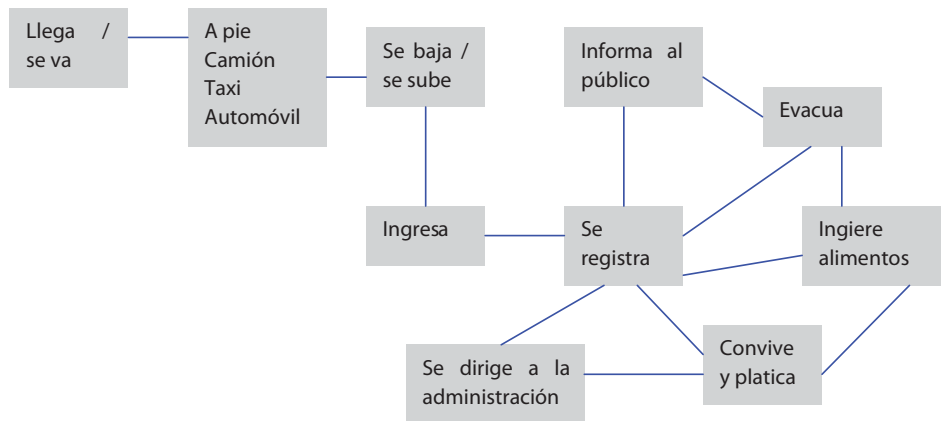 Llega /
se va
A pie
Camión
Taxi
Automóvil
Se baja /
se sube
Informa al
público
Evacua
Ingresa
Se
registra
Ingiere
alimentos
Se dirige a la
administración
Convive
y platica